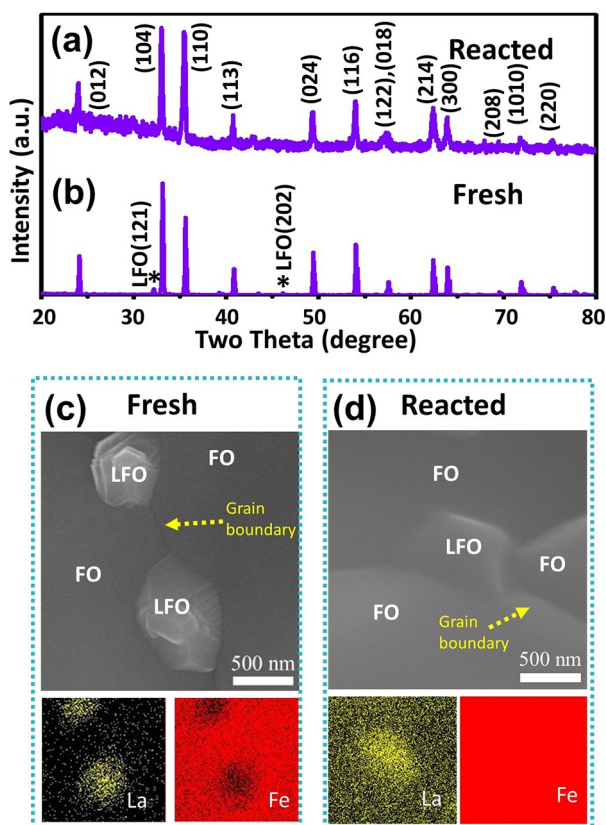 (a)
Reacted
(012)
(104)
(110)
(113)
(024)
(116)
(122),(018)
(214)
(300)
(208)
(1010)
(220)
Intensity (a.u.)
(b)
Fresh
LFO(121)
*
* LFO(202)
20 30 40 50 60 70 80
Two Theta (degree)
(c) Fresh
LFO
FO
Grain
boundary
FO
LFO
500 nm
La
Fe
(d) Reacted
FO
LFO
FO
FO
Grain
boundary
500 nm
La
Fe